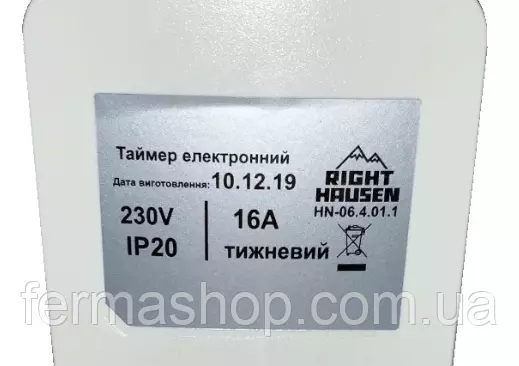 Таймер електронний
Дата виготовлення: 10.12.19
230V
IP20
16A
тижневий
RIGHT
HAUSEN
HN-06.4.01.1
fermashop.com.ua